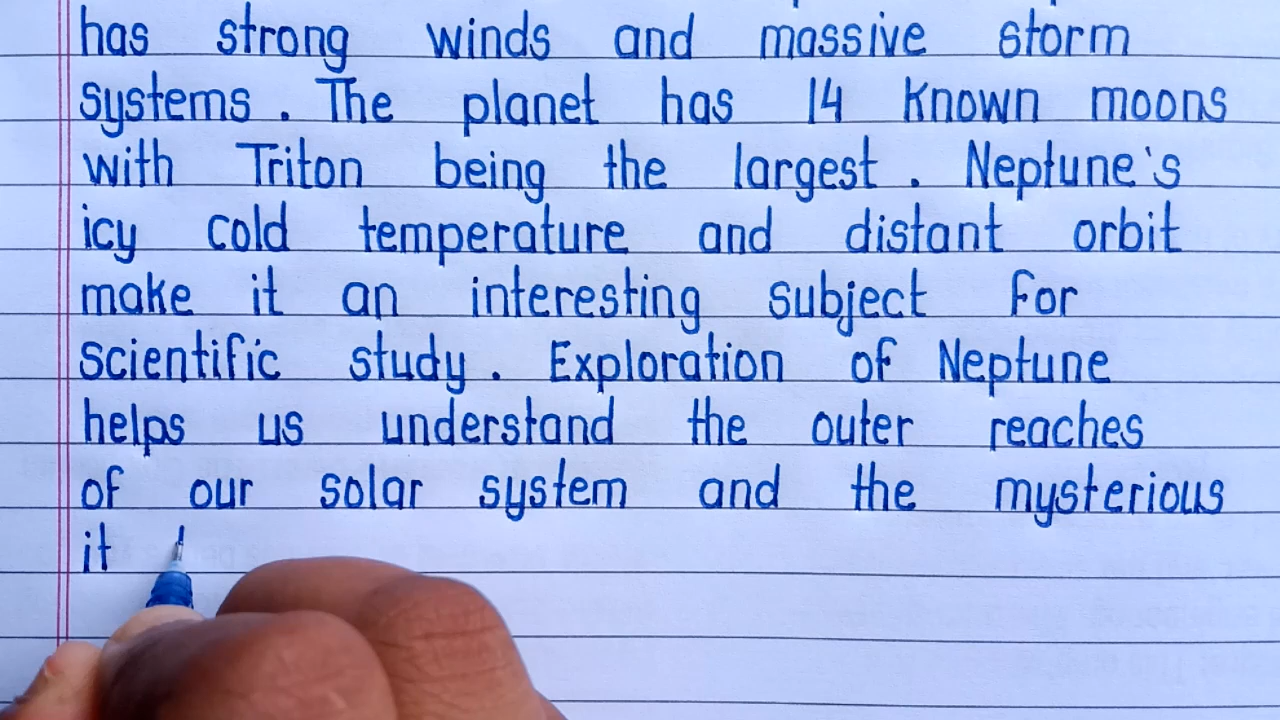 has strong winds and massive storm
systems. The planet has 14 known moons
with Triton being the largest. Neptune's
icy cold temperature and distant orbit
make it an interesting subject for
scientific study. Exploration of Neptune
helps us understand the outer reaches
of our solar system and the mysterious
it